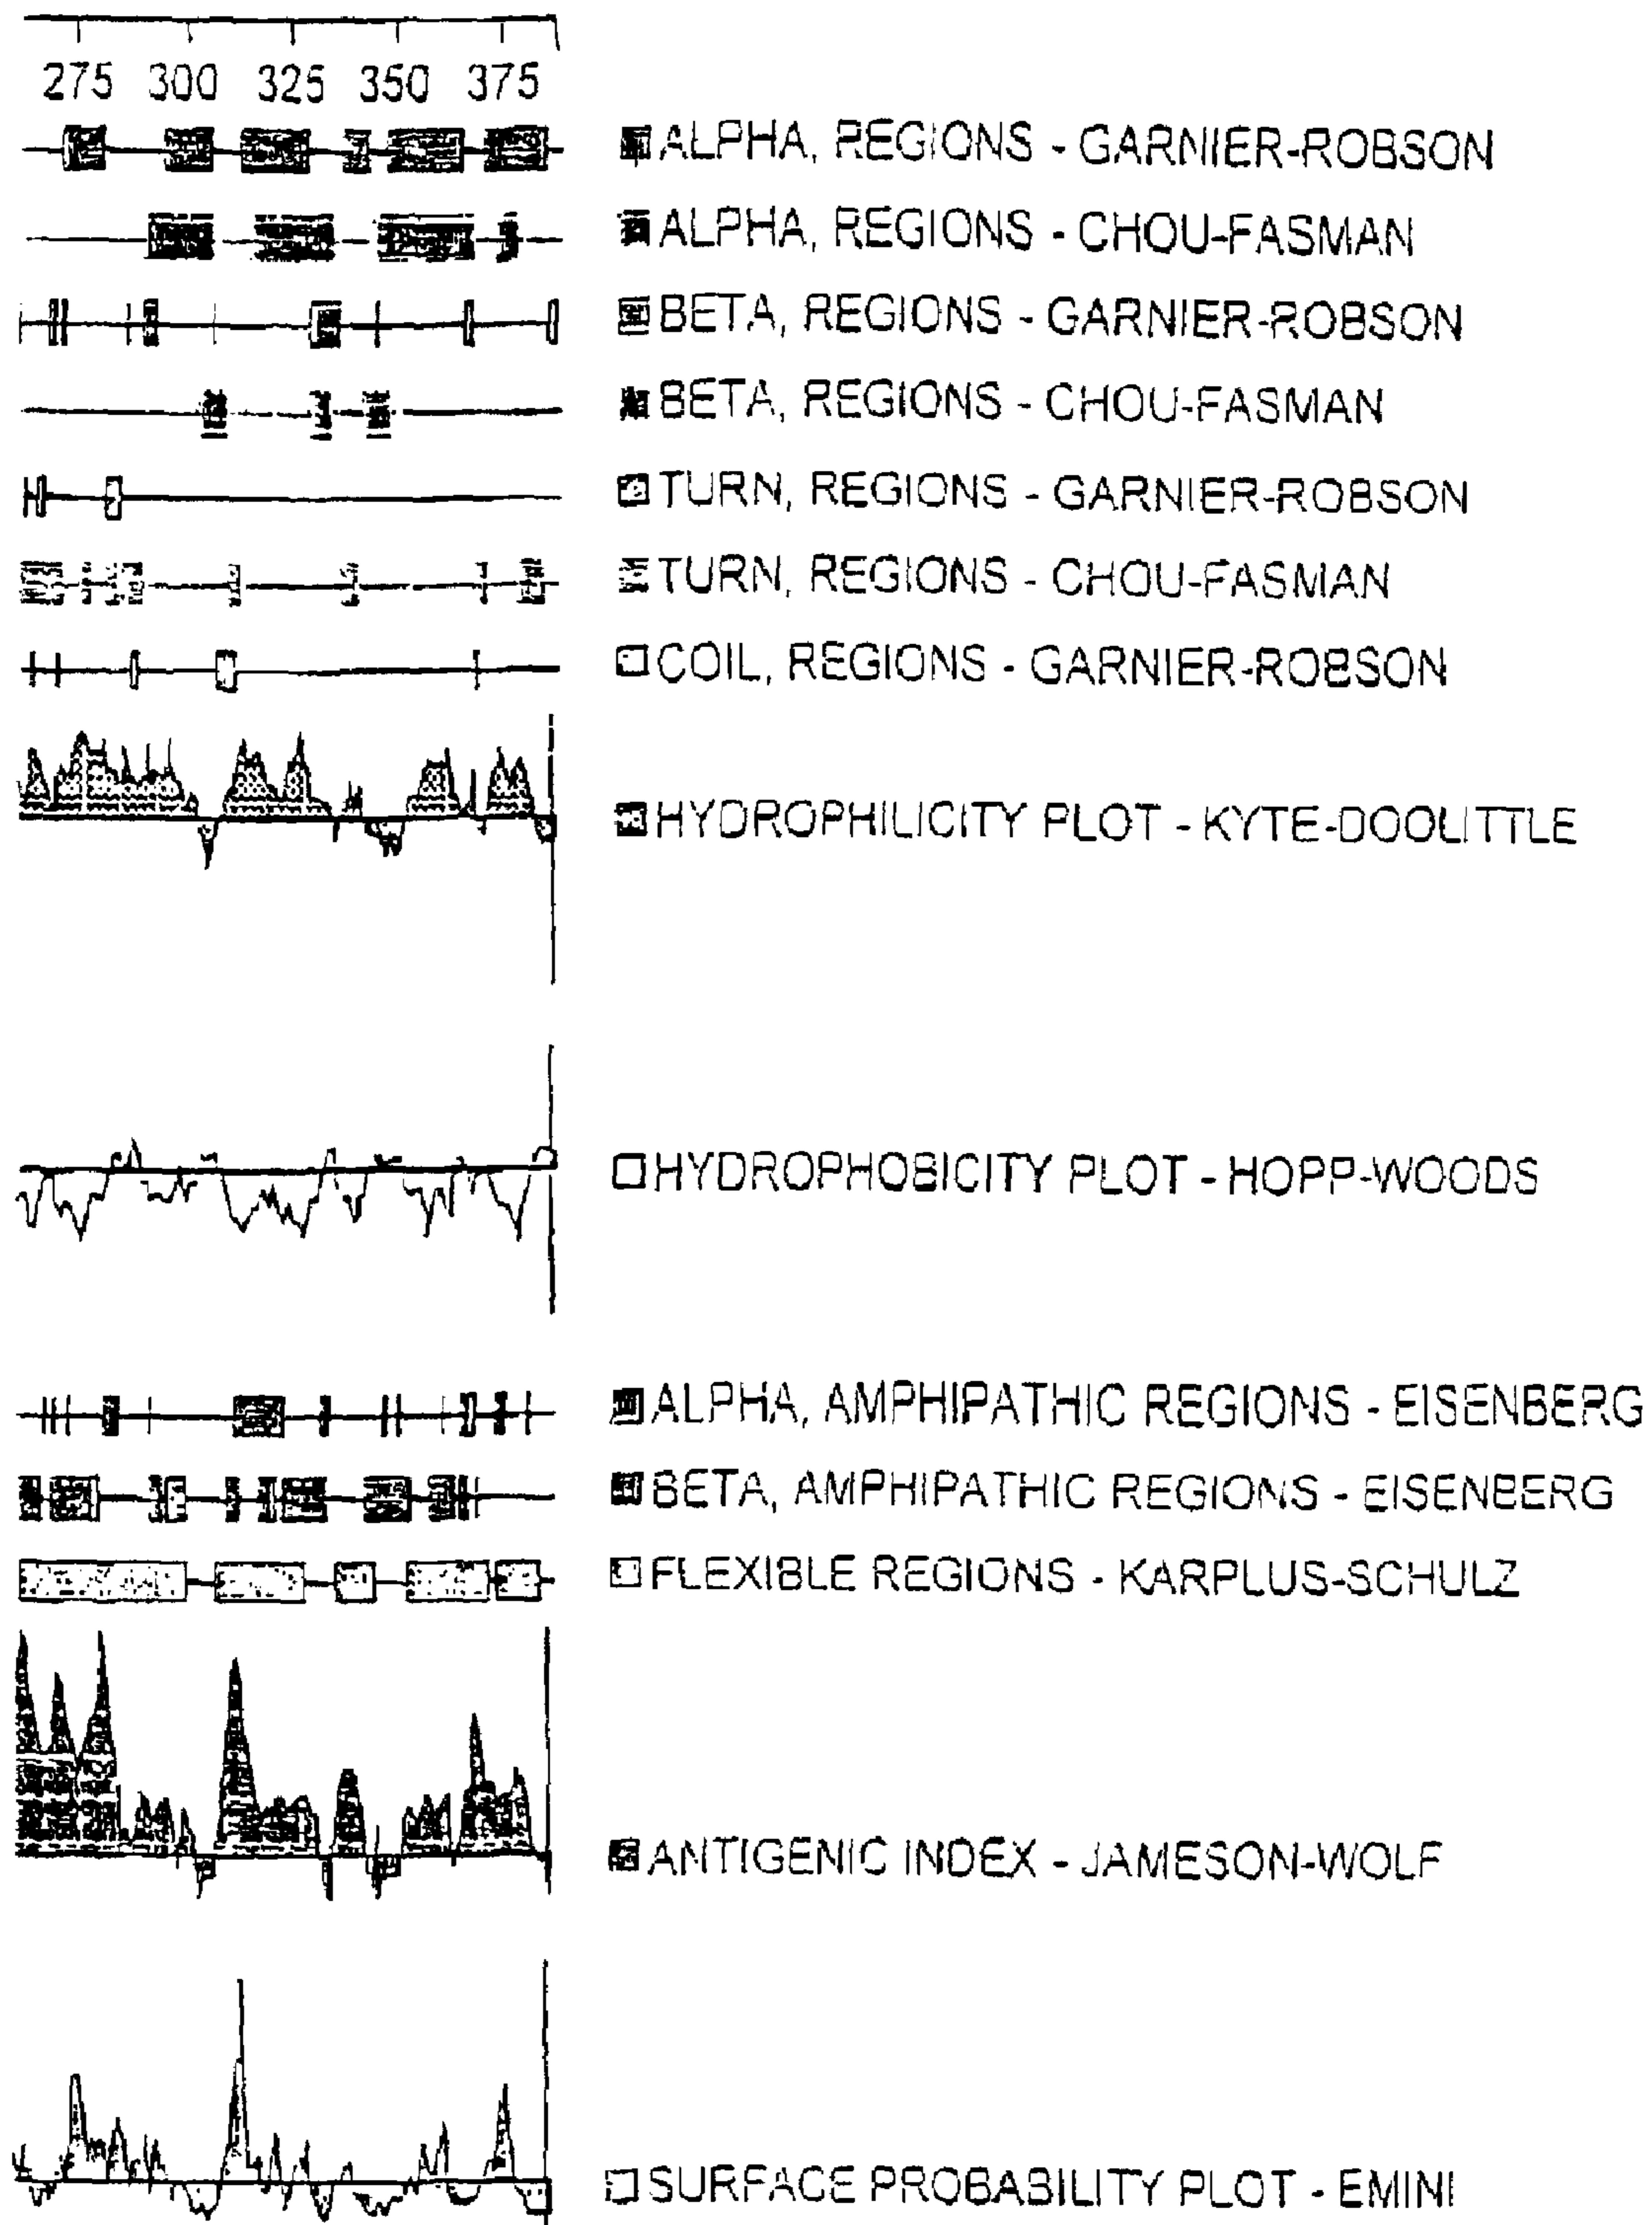 275 300 325 350 375
ALPHA, REGIONS - GARNIER-ROBSON
ALPHA, REGIONS - CHOU-FASMAN
BETA, REGIONS - GARNIER-ROBSON
BETA, REGIONS - CHOU-FASMAN
TURN, REGIONS - GARNIER-ROBSON
TURN, REGIONS - CHOU-FASMAN
COIL, REGIONS - GARNIER-ROBSON
HYDROPHILICITY PLOT - KYTE-DOOLITTLE
HYDROPHOBICITY PLOT - HOPP-WOODS
ALPHA, AMPHIPATHIC REGIONS - EISENBERG
BETA, AMPHIPATHIC REGIONS - EISENBERG
FLEXIBLE REGIONS - KARPLUS-SCHULZ
ANTIGENIC INDEX - JAMESON-WOLF
SURFACE PROBABILITY PLOT - EMINI